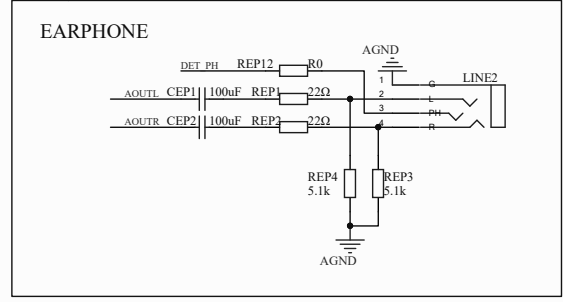 EARPHONE
AGND
DET_PH REP12 R0
1 G LINE2
AOUTL CEP1 100uF REP1 22Ω 2 L
3 PH
AOUTR CEP2 100uF REP2 22Ω 4 R
REP4 REP3
5.1k 5.1k
AGND